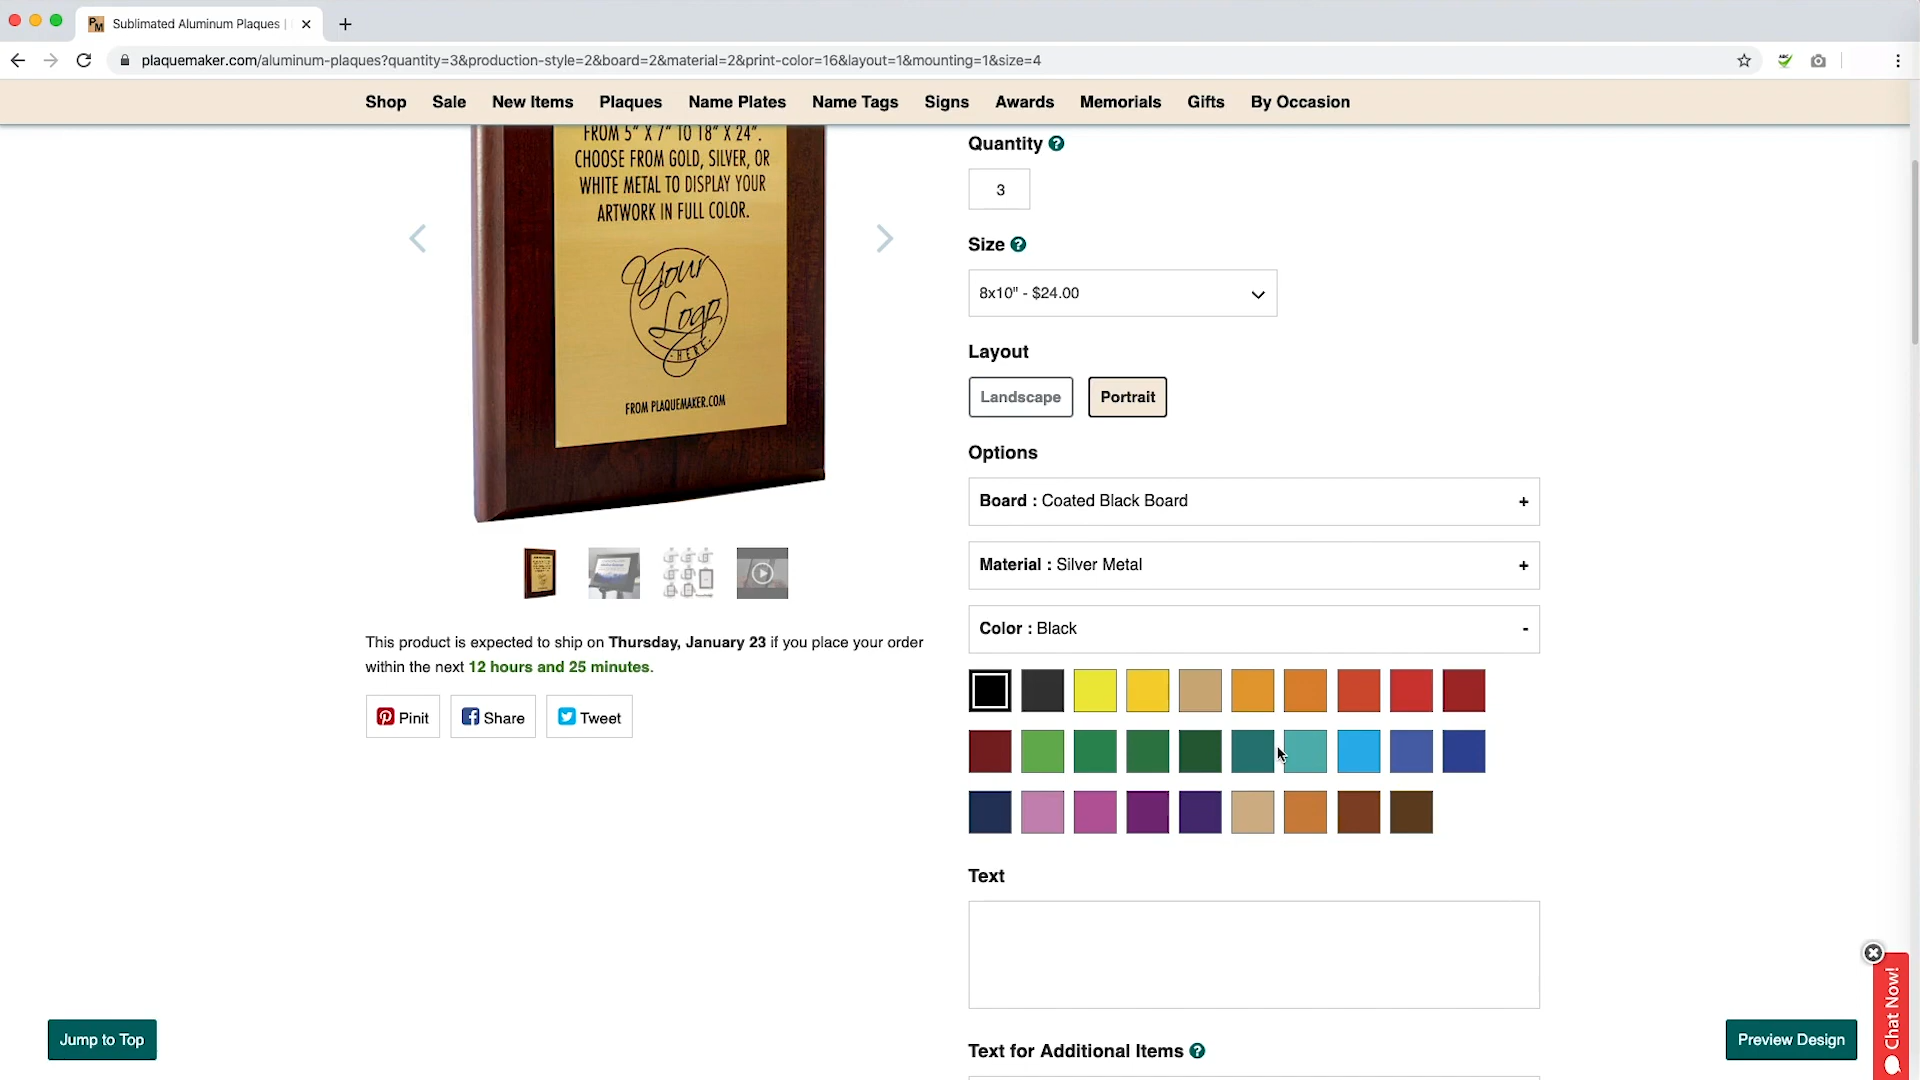 Sublimated Aluminum Plaques |
plaquemaker.com/aluminum-plaques?quantity=3&production-style=2&board=2&material=2&print-color=16&layout=1&mounting=1&size=4
Shop Sale New Items Plaques Name Plates Name Tags Signs Awards Memorials Gifts By Occasion
FROM 5" X 7" TO 18" X 24".
CHOOSE FROM GOLD, SILVER, OR
WHITE METAL TO DISPLAY YOUR
ARTWORK IN FULL COLOR.
Your
Logo
·HERE·
FROM PLAQUEMAKER.COM
This product is expected to ship on Thursday, January 23 if you place your order
within the next 12 hours and 25 minutes.
Pinit Share Tweet
Quantity ?
3
Size ?
8x10" - $24.00
Layout
Landscape Portrait
Options
Board : Coated Black Board +
Material : Silver Metal +
Color : Black -
Text
Text for Additional Items ?
Jump to Top
Preview Design
Chat Now!